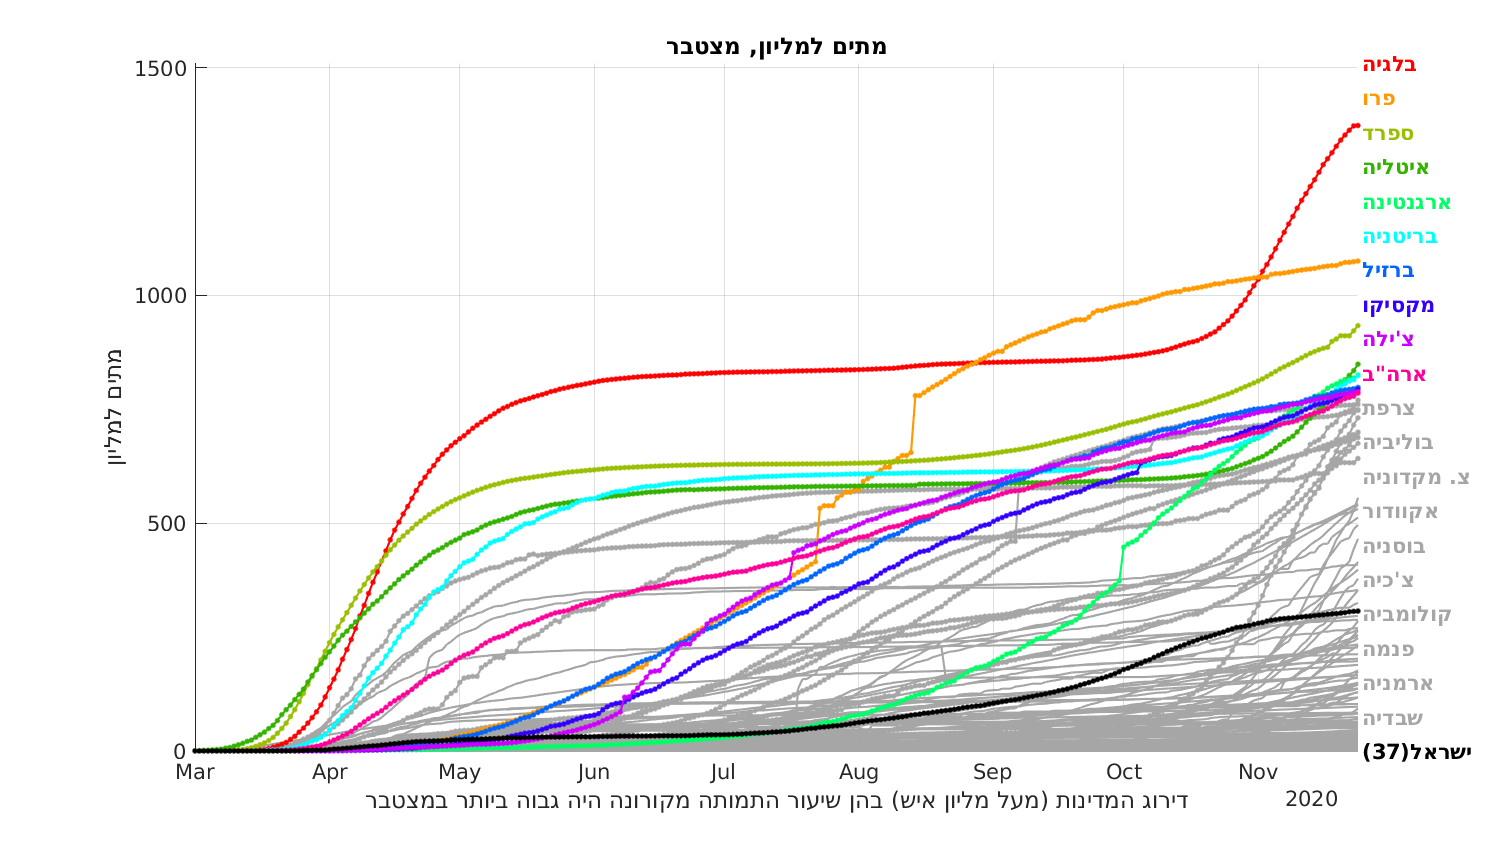 מתים למליון, מצטבר
מתים למליון
1500
1000
500
0
Mar Apr May Jun Jul Aug Sep Oct Nov
2020
דירוג המדינות (מעל מליון איש) בהן שיעור התמותה מקורונה היה גבוה ביותר במצטבר
בלגיה
פרו
ספרד
איטליה
ארגנטינה
בריטניה
ברזיל
מקסיקו
צ'ילה
ארה"ב
צרפת
בוליביה
צ. מקדוניה
אקוודור
בוסניה
צ'כיה
קולומביה
פנמה
ארמניה
שבדיה
ישראל(37)